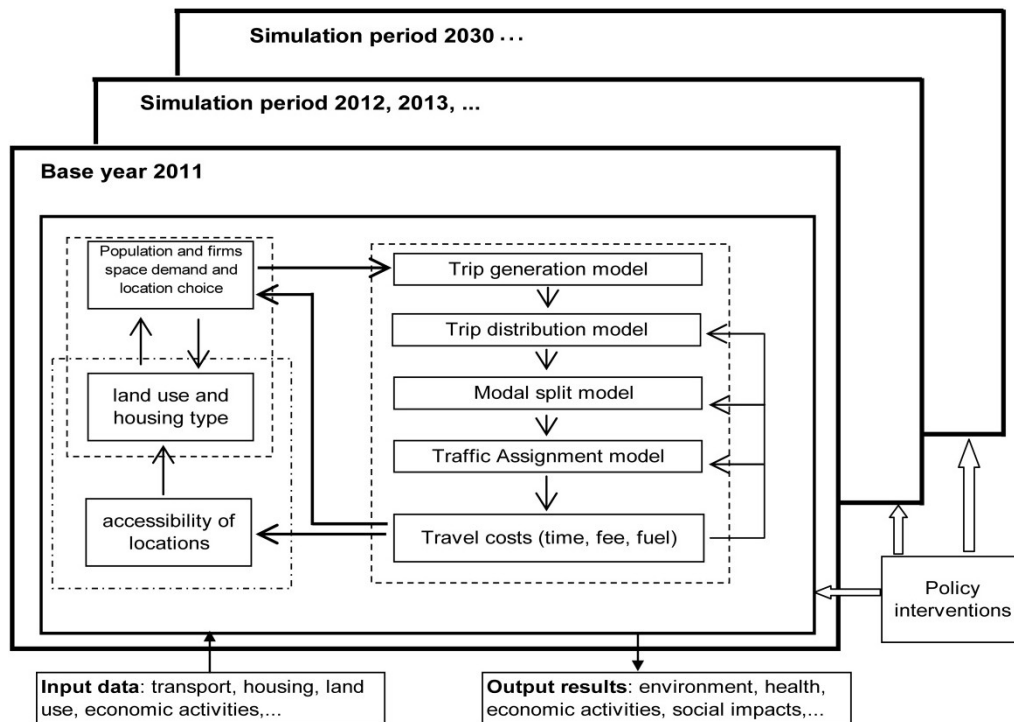 Simulation period 2030 ...
Simulation period 2012, 2013, ...
Base year 2011
Population and firms
space demand and
location choice
land use and
housing type
accessibility of
locations
Trip generation model
Trip distribution model
Modal split model
Traffic Assignment model
Travel costs (time, fee, fuel)
Policy
interventions
Input data: transport, housing, land
use, economic activities,...
Output results: environment, health,
economic activities, social impacts,...